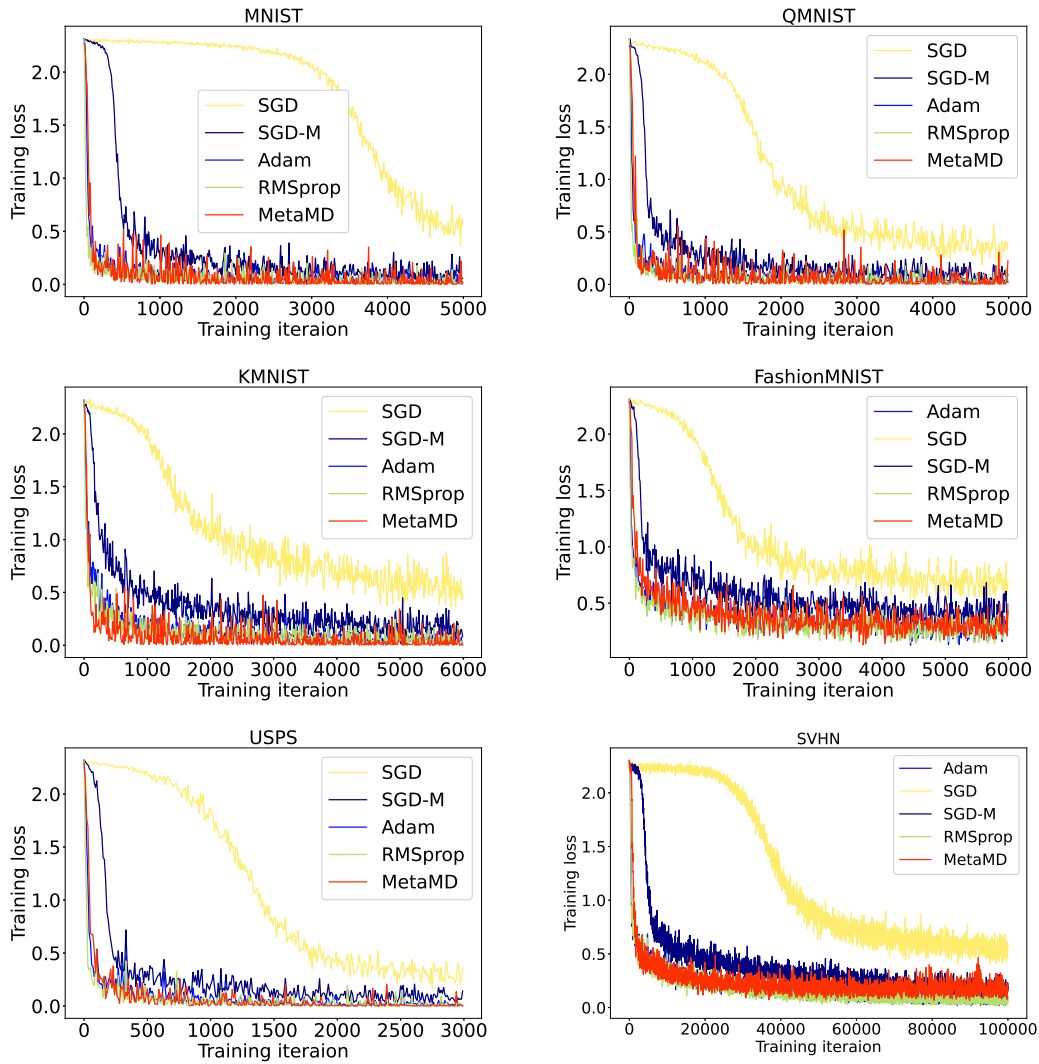 MNIST
Training loss
2.0
1.5
1.0
0.5
0.0
SGD
SGD-M
Adam
RMSprop
MetaMD
0 1000 2000 3000 4000 5000
Training iteraion
QMNIST
Training loss
2.0
1.5
1.0
0.5
0.0
SGD
SGD-M
Adam
RMSprop
MetaMD
0 1000 2000 3000 4000 5000
Training iteraion
KMNIST
Training loss
2.0
1.5
1.0
0.5
0.0
SGD
SGD-M
Adam
RMSprop
MetaMD
0 1000 2000 3000 4000 5000 6000
Training iteraion
FashionMNIST
Training loss
2.0
1.5
1.0
0.5
Adam
SGD
SGD-M
RMSprop
MetaMD
0 1000 2000 3000 4000 5000 6000
Training iteraion
USPS
Training loss
2.0
1.5
1.0
0.5
0.0
SGD
SGD-M
Adam
RMSprop
MetaMD
0 500 1000 1500 2000 2500 3000
Training iteraion
SVHN
Training loss
2.0
1.5
1.0
0.5
0.0
Adam
SGD
SGD-M
RMSprop
MetaMD
0 20000 40000 60000 80000 100000
Training iteraion